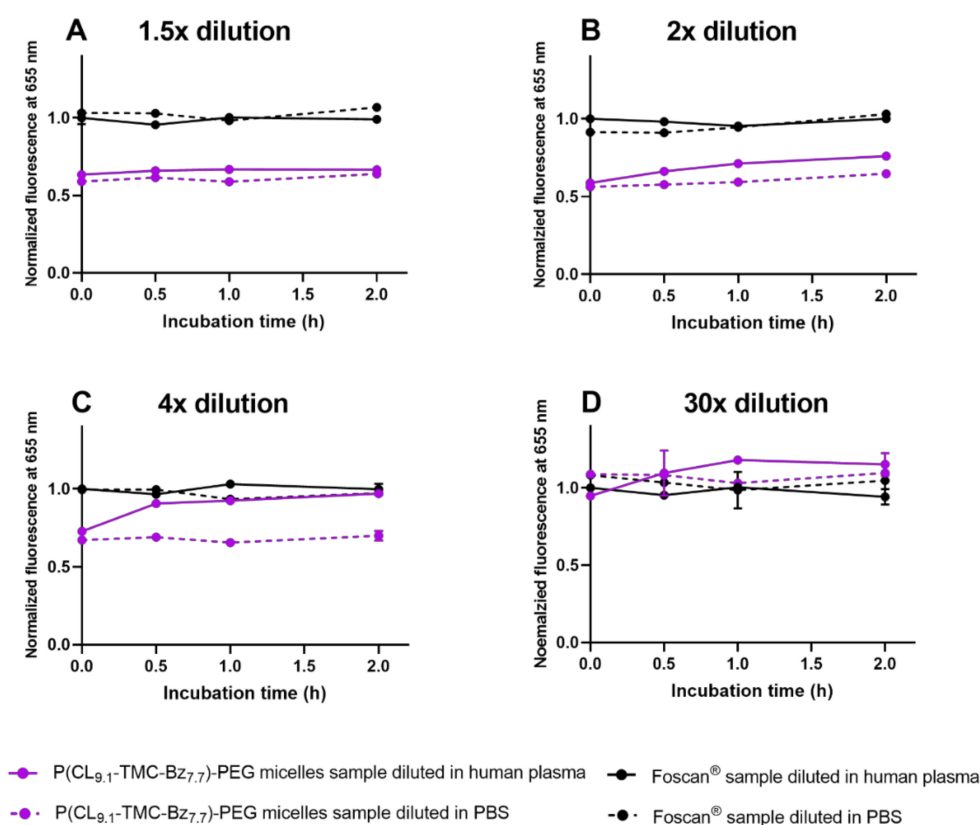 A 1.5x dilution
Normalized fluorescence at 655 nm
1.0
0.5
0.0
0.0 0.5 1.0 1.5 2.0
Incubation time (h)
B 2x dilution
Normalzied fluorescence at 655 nm
1.0
0.5
0.0
0.0 0.5 1.0 1.5 2.0
Incubation time (h)
C 4x dilution
Normalized fluorescence at 655 nm
1.0
0.5
0.0
0.0 0.5 1.0 1.5 2.0
Incubation time (h)
D 30x dilution
Noemalzied fluorescence at 655 nm
1.0
0.5
0.0
0.0 0.5 1.0 1.5 2.0
Incubation time (h)
P(CL9.1-TMC-Bz7.7)-PEG micelles sample diluted in human plasma
P(CL9.1-TMC-Bz7.7)-PEG micelles sample diluted in PBS
Foscan® sample diluted in human plasma
Foscan® sample diluted in PBS